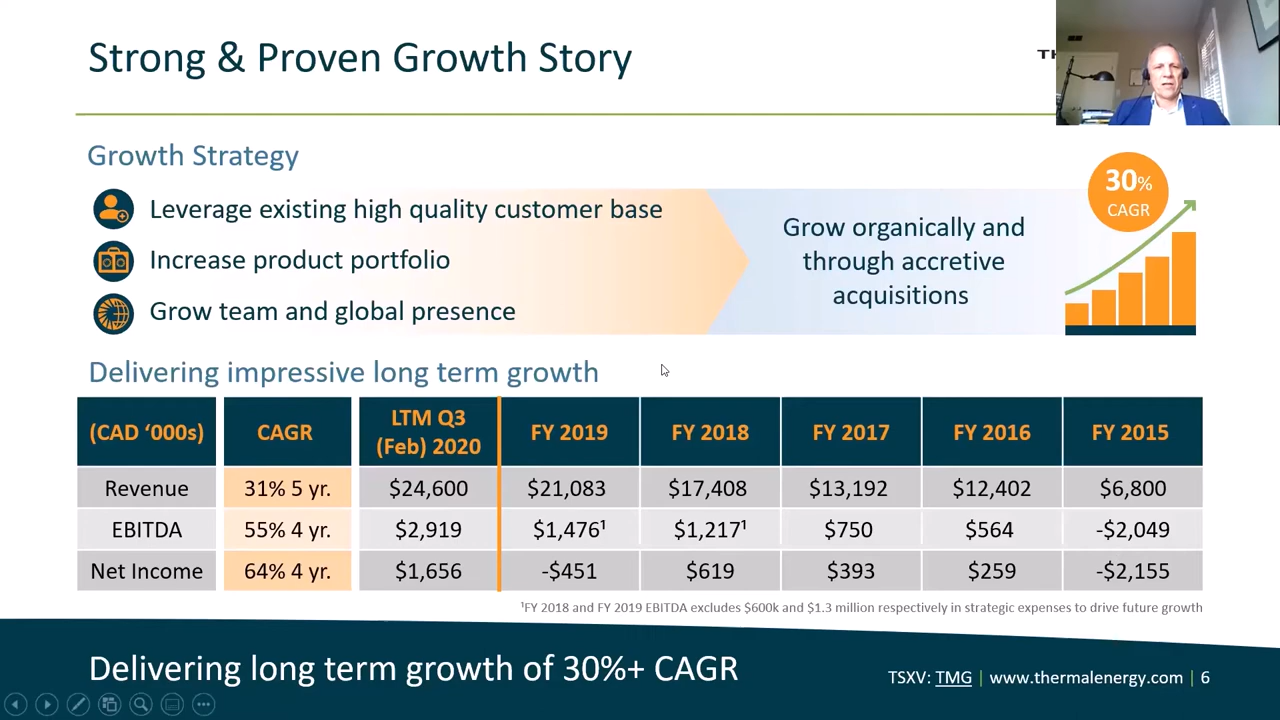 Strong & Proven Growth Story
Growth Strategy
Leverage existing high quality customer base
Increase product portfolio
Grow team and global presence
Grow organically and
through accretive
acquisitions
30%
CAGR
Delivering impressive long term growth
(CAD ‘000s) CAGR LTM Q3 (Feb) 2020 FY 2019 FY 2018 FY 2017 FY 2016 FY 2015
Revenue 31% 5 yr. $24,600 $21,083 $17,408 $13,192 $12,402 $6,800
EBITDA 55% 4 yr. $2,919 $1,476¹ $1,217¹ $750 $564 -$2,049
Net Income 64% 4 yr. $1,656 -$451 $619 $393 $259 -$2,155
¹FY 2018 and FY 2019 EBITDA excludes $600k and $1.3 million respectively in strategic expenses to drive future growth
Delivering long term growth of 30%+ CAGR
TSXV: TMG | www.thermalenergy.com | 6